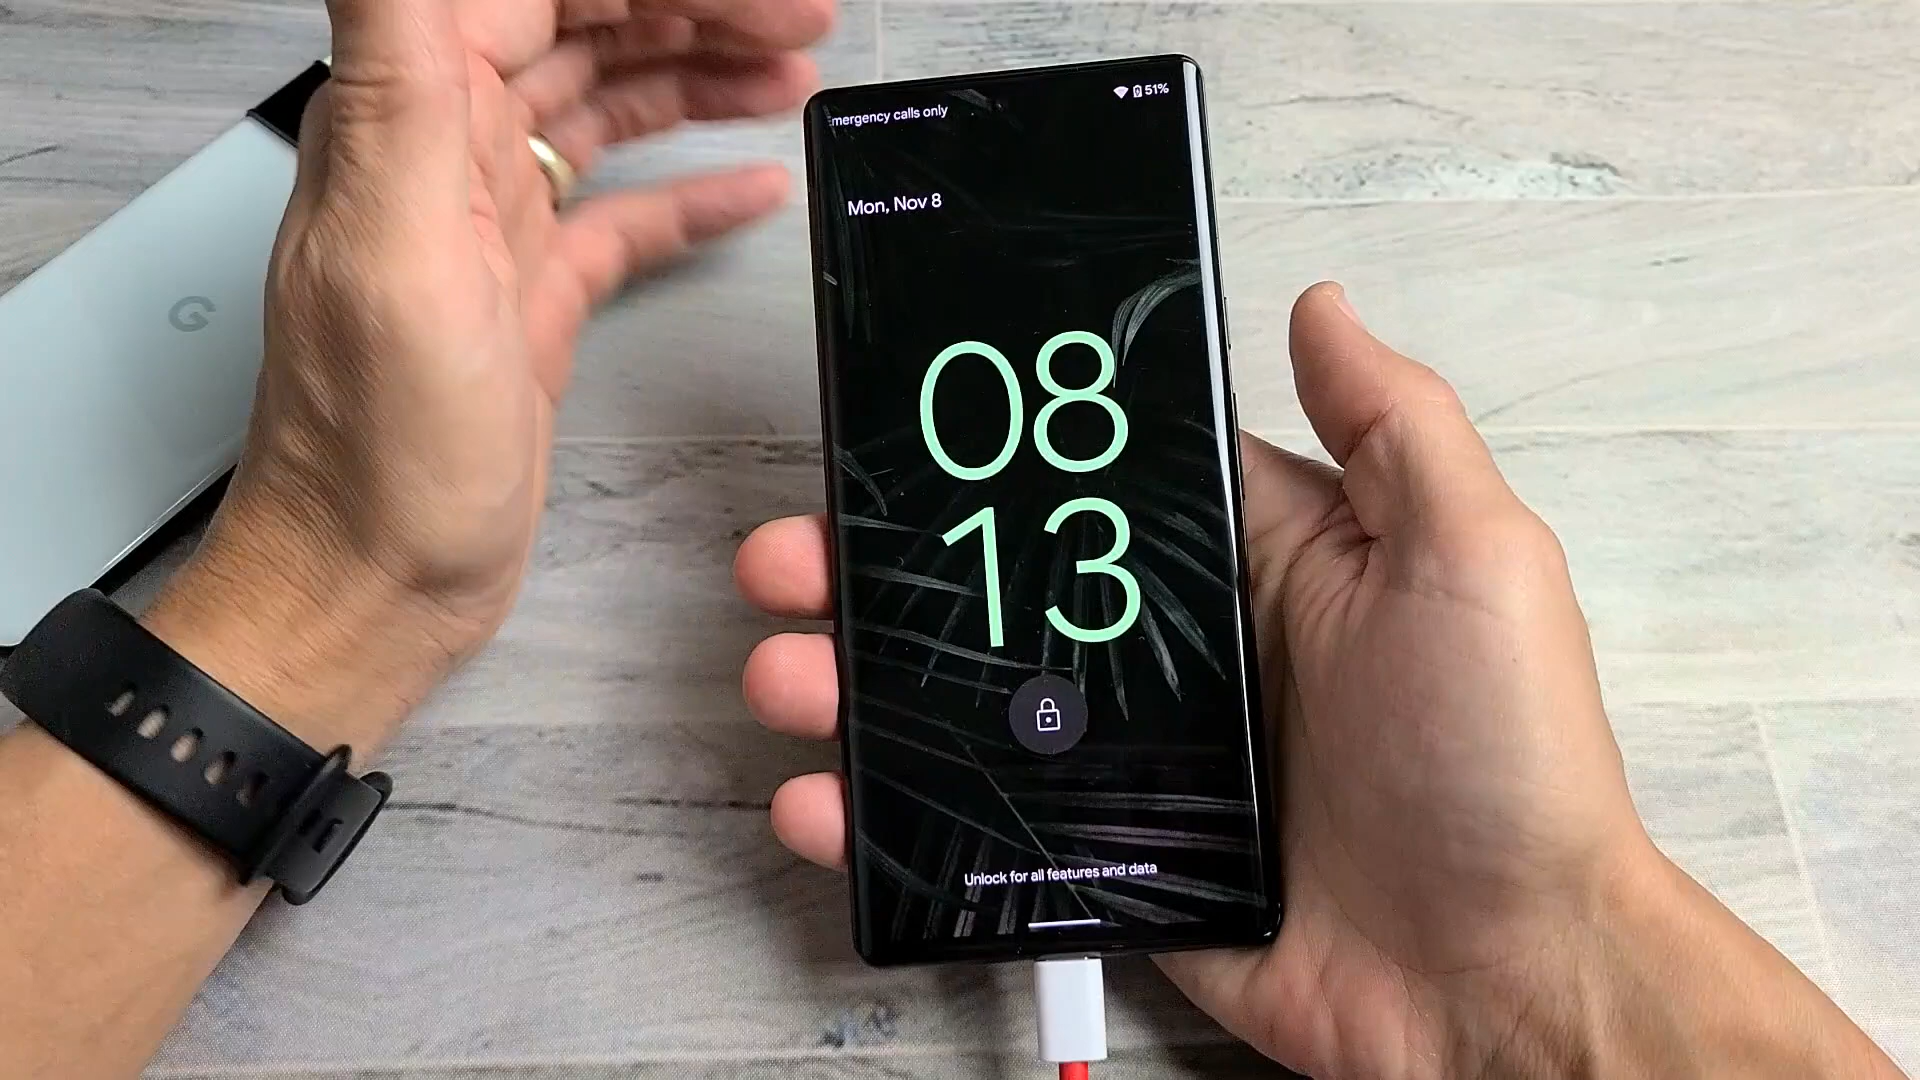 mergency calls only
51%
Mon, Nov 8
08
13
Unlock for all features and data
G